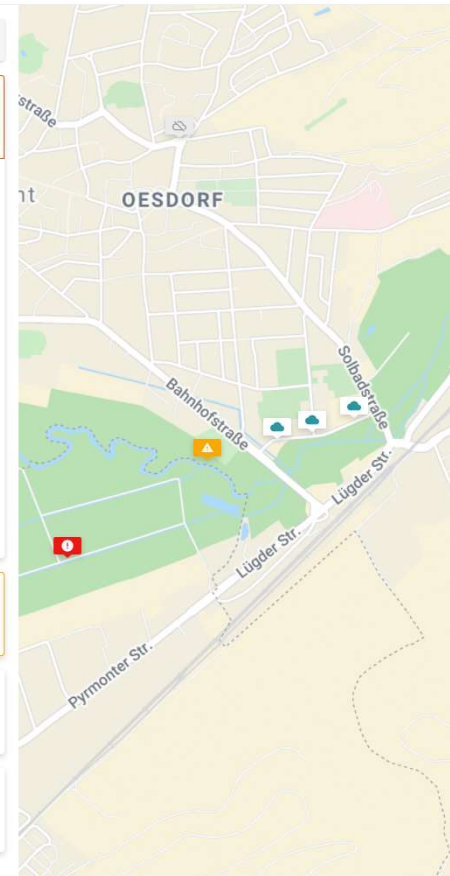 straße
nt
OESDORF
Solbadstraße
Bahnhofstraße
Lügder Str.
Lügder Str.
Pyrmonter Str.